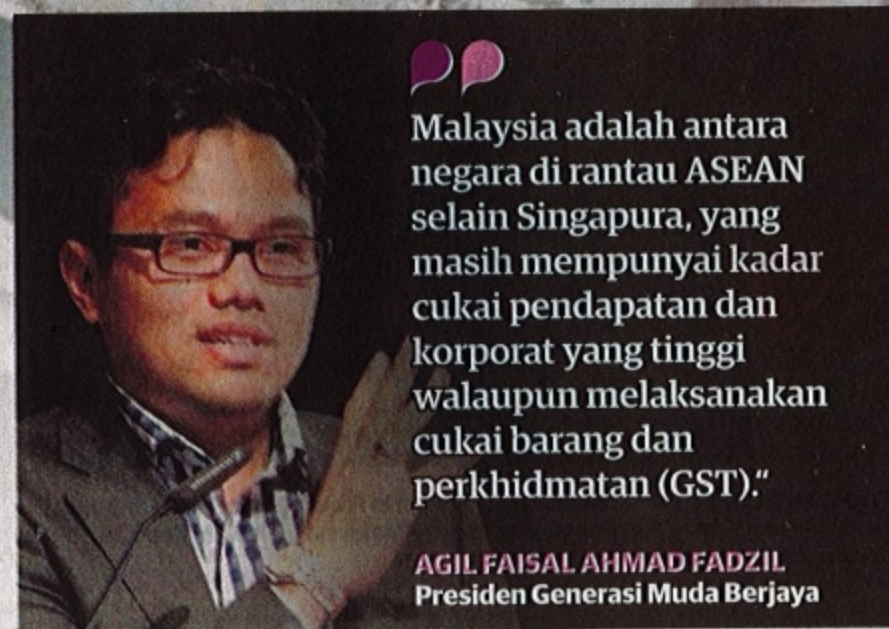 Malaysia adalah antara
negara di rantau ASEAN
selain Singapura, yang
masih mempunyai kadar
cukai pendapatan dan
korporat yang tinggi
walaupun melaksanakan
cukai barang dan
perkhidmatan (GST).“
AGIL FAISAL AHMAD FADZIL
Presiden Generasi Muda Berjaya